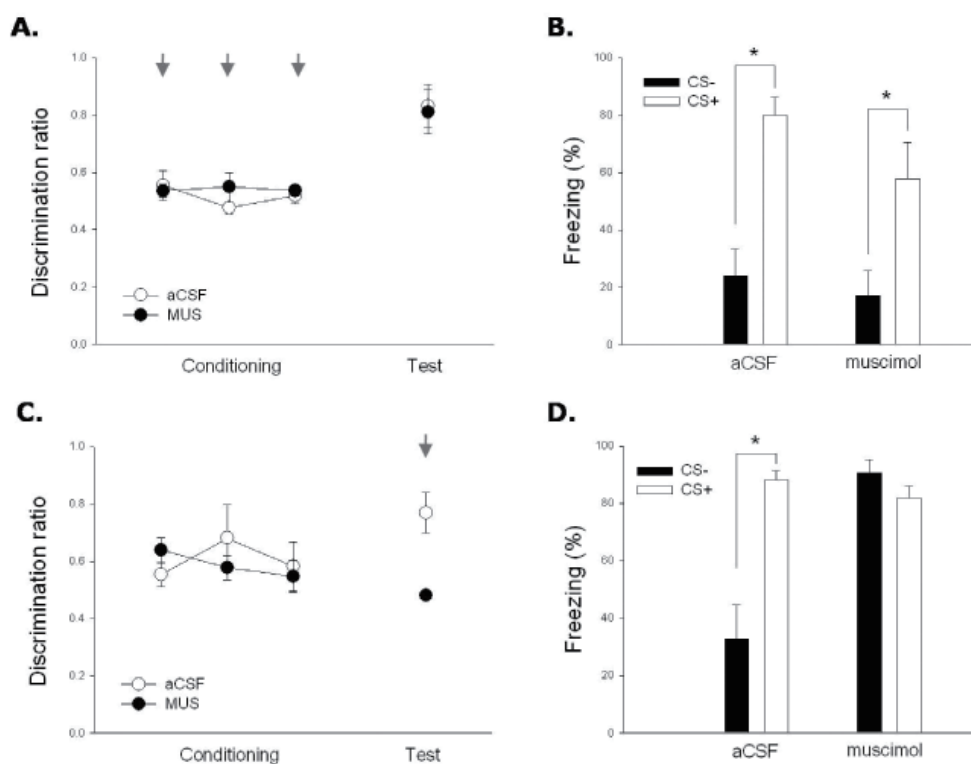 A.
Discrimination ratio
1.0
0.8
0.6
0.4
0.2
0.0
aCSF
MUS
Conditioning Test
B.
Freezing (%)
100
80
60
40
20
0
CS-
CS+
*
*
aCSF muscimol
C.
Discrimination ratio
1.0
0.8
0.6
0.4
0.2
0.0
aCSF
MUS
Conditioning Test
D.
Freezing (%)
100
80
60
40
20
0
CS-
CS+
*
aCSF muscimol